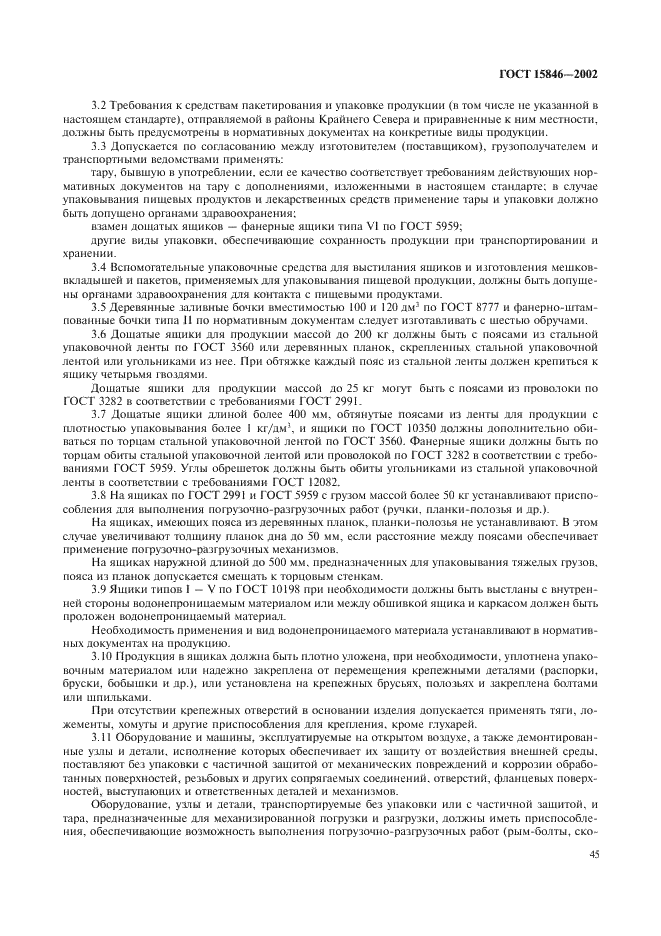 ГОСТ 15846—2002
3.2 Требования к средствам пакетирования и упаковке продукции (в том числе не указанной в
настоящем стандарте), отправляемой в районы Крайнего Севера и приравненные к ним местности,
должны быть предусмотрены в нормативных документах на конкретные виды продукции.
3.3 Допускается по согласованию между изготовителем (поставщиком), грузополучателем и
транспортными ведомствами применять:
тару, бывшую в употреблении, если ее качество соответствует требованиям действующих нор-
мативных документов на тару с дополнениями, изложенными в настоящем стандарте; в случае
упаковывания пищевых продуктов и лекарственных средств применение тары и упаковки должно
быть допущено органами здравоохранения;
взамен дощатых ящиков — фанерные ящики типа VI по ГОСТ 5959;
другие виды упаковки, обеспечивающие сохранность продукции при транспортировании и
хранении.
3.4 Вспомогательные упаковочные средства для выстилания ящиков и изготовления мешков-
вкладышей и пакетов, применяемых для упаковывания пищевой продукции, должны быть допуще-
ны органами здравоохранения для контакта с пищевыми продуктами.
3.5 Деревянные заливные бочки вместимостью 100 и 120 дм³ по ГОСТ 8777 и фанерно-штам-
пованные бочки типа II по нормативным документам следует изготавливать с шестью обручами.
3.6 Дощатые ящики для продукции массой до 200 кг должны быть с поясами из стальной
упаковочной ленты по ГОСТ 3560 или деревянных планок, скрепленных стальной упаковочной
лентой или угольниками из нее. При обтяжке каждый пояс из стальной ленты должен крепиться к
ящику четырьмя гвоздями.
Дощатые ящики для продукции массой до 25 кг могут быть с поясами из проволоки по
ГОСТ 3282 в соответствии с требованиями ГОСТ 2991.
3.7 Дощатые ящики длиной более 400 мм, обтянутые поясами из ленты для продукции с
плотностью упаковывания более 1 кг/дм³, и ящики по ГОСТ 10350 должны дополнительно оби-
ваться по торцам стальной упаковочной лентой по ГОСТ 3560. Фанерные ящики должны быть по
торцам обиты стальной упаковочной лентой или проволокой по ГОСТ 3282 в соответствии с требо-
ваниями ГОСТ 5959. Углы обрешеток должны быть обиты угольниками из стальной упаковочной
ленты в соответствии с требованиями ГОСТ 12082.
3.8 На ящиках по ГОСТ 2991 и ГОСТ 5959 с грузом массой более 50 кг устанавливают приспо-
собления для выполнения погрузочно-разгрузочных работ (ручки, планки-полозья и др.).
На ящиках, имеющих пояса из деревянных планок, планки-полозья не устанавливают. В этом
случае увеличивают толщину планок дна до 50 мм, если расстояние между поясами обеспечивает
применение погрузочно-разгрузочных механизмов.
На ящиках наружной длиной до 500 мм, предназначенных для упаковывания тяжелых грузов,
пояса из планок допускается смещать к торцовым стенкам.
3.9 Ящики типов I — V по ГОСТ 10198 при необходимости должны быть выстланы с внутрен-
ней стороны водонепроницаемым материалом или между обшивкой ящика и каркасом должен быть
проложен водонепроницаемый материал.
Необходимость применения и вид водонепроницаемого материала устанавливают в норматив-
ных документах на продукцию.
3.10 Продукция в ящиках должна быть плотно уложена, при необходимости, уплотнена упако-
вочным материалом или надежно закреплена от перемещения крепежными деталями (распорки,
бруски, бобышки и др.), или установлена на крепежных брусьях, полозьях и закреплена болтами
или шпильками.
При отсутствии крепежных отверстий в основании изделия допускается применять тяги, ло-
жементы, хомуты и другие приспособления для крепления, кроме глухарей.
3.11 Оборудование и машины, эксплуатируемые на открытом воздухе, а также демонтирован-
ные узлы и детали, исполнение которых обеспечивает их защиту от воздействия внешней среды,
поставляют без упаковки с частичной защитой от механических повреждений и коррозии обрабо-
танных поверхностей, резьбовых и других сопрягаемых соединений, отверстий, фланцевых поверх-
ностей, выступающих и ответственных деталей и механизмов.
Оборудование, узлы и детали, транспортируемые без упаковки или с частичной защитой, и
тара, предназначенные для механизированной погрузки и разгрузки, должны иметь приспособле-
ния, обеспечивающие возможность выполнения погрузочно-разгрузочных работ (рым-болты, ско-
45